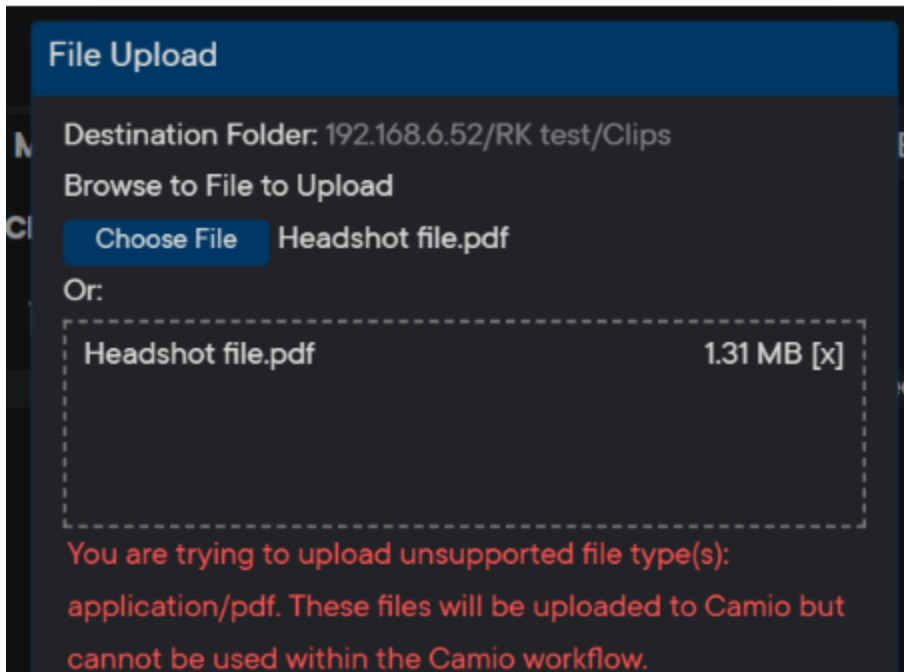 File Upload
Destination Folder: 192.168.6.52/RK test/Clips
Browse to File to Upload
Choose File Headshot file.pdf
Or:
Headshot file.pdf 1.31 MB [x]
You are trying to upload unsupported file type(s):
application/pdf. These files will be uploaded to Camio but
cannot be used within the Camio workflow.